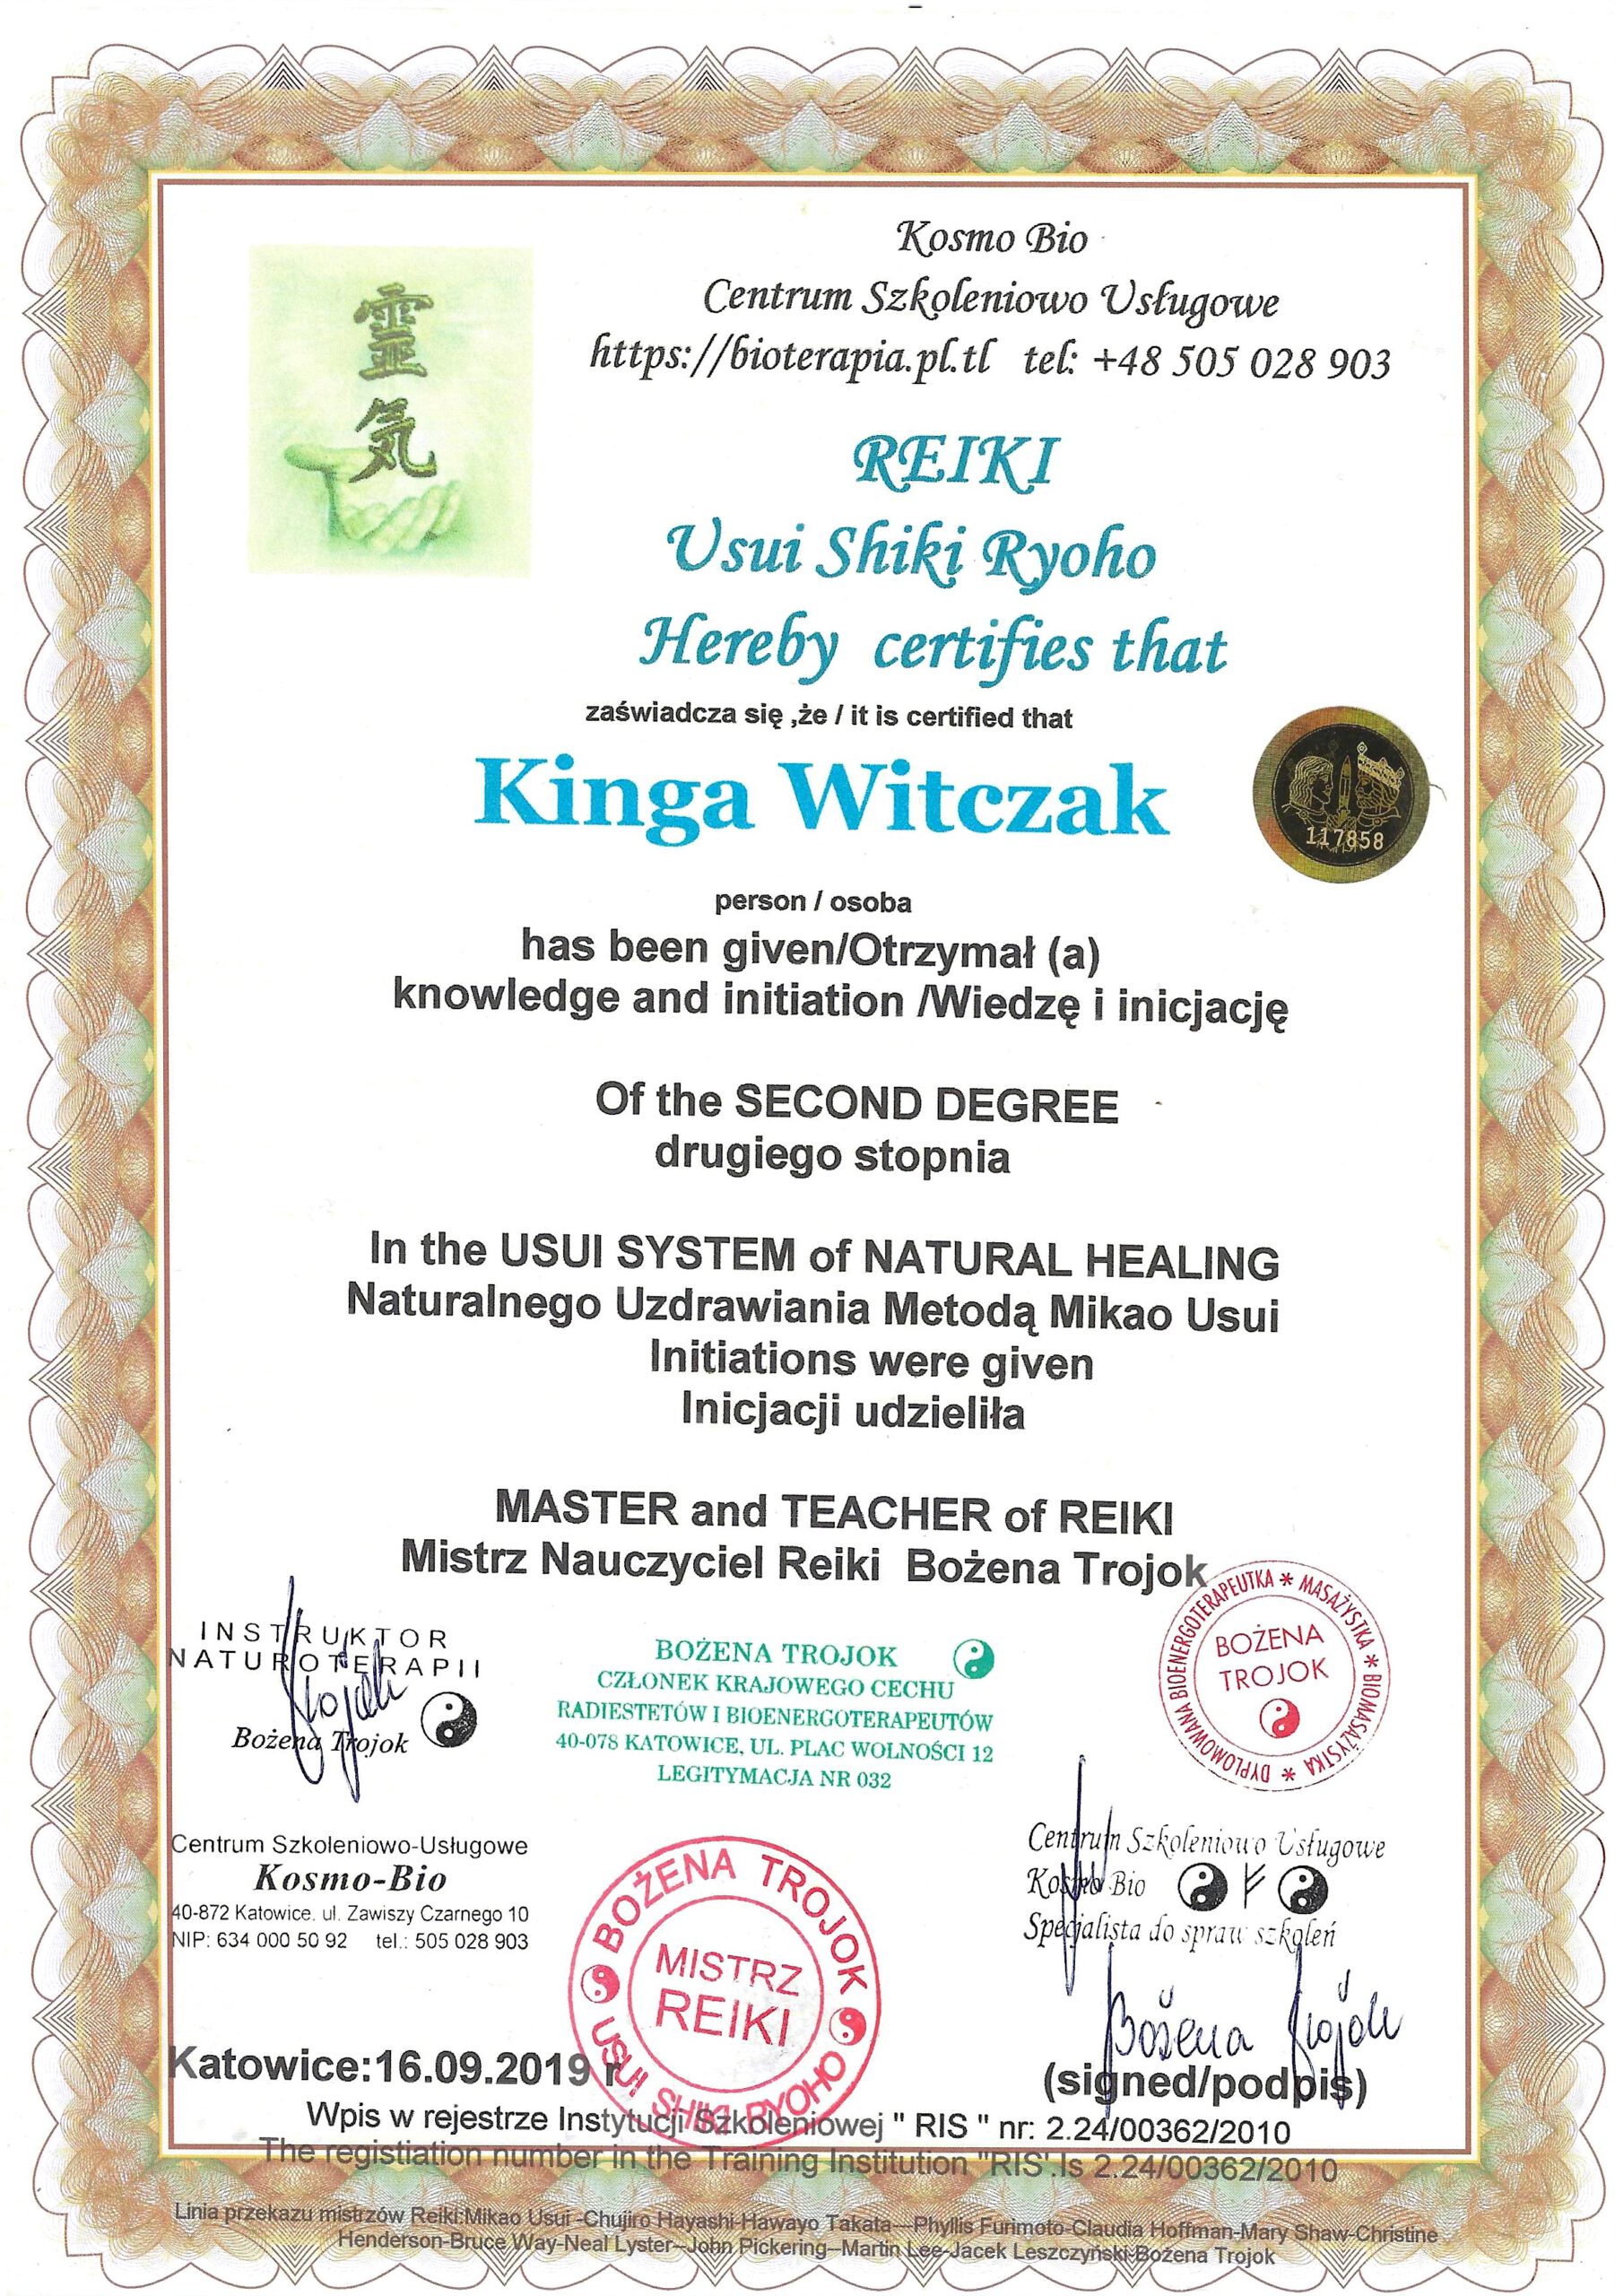 靈
気
Kosmo Bio
Centrum Szkoleniowo Usługowe
https://bioterapia.pl.tl tel: +48 505 028 903
REIKI
Usui Shiki Ryoho
Hereby certifies that
zaświadcza się ,że / it is certified that
Kinga Witczak
117858
person / osoba
has been given/Otrzymał (a)
knowledge and initiation /Wiedzę i inicjację
Of the SECOND DEGREE
drugiego stopnia
In the USUI SYSTEM of NATURAL HEALING
Naturalnego Uzdrawiania Metodą Mikao Usui
Initiations were given
Inicjacji udzieliła
MASTER and TEACHER of REIKI
Mistrz Nauczyciel Reiki Bożena Trojok
INSTRUKTOR
NATUROTERAPII
Trojok
Bożena Trojok
BOŻENA TROJOK
CZŁONEK KRAJOWEGO CECHU
RADIESTETÓW I BIOENERGOTERAPEUTÓW
40-078 KATOWICE, UL. PLAC WOLNOŚCI 12
LEGITYMACJA NR 032
DYPLOMOWANA BIOENERGOTERAPEUTKA * MASAŻYSTKA * BIOMASAŻYSTKA *
BOŻENA
TROJOK
Centrum Szkoleniowo-Usługowe
Kosmo-Bio
40-872 Katowice. ul. Zawiszy Czarnego 10
NIP: 634 000 50 92 tel.: 505 028 903
BOŻENA TROJOK
MISTRZ
REIKI
USUI SHIKI RYOHO
Centrum Szkoleniowo Usługowe
Kosmo Bio
Specjalista do spraw szkoleń
Bożena Trojok
Katowice:16.09.2019 r
(signed/podpis)
Wpis w rejestrze Instytucji Szkoleniowej " RIS " nr: 2.24/00362/2010
The registiation number in the Training Institution "RIS'.Is 2.24/00362/2010
Linia przekazu mistrzów Reiki:Mikao Usui -Chujiro Hayashi-Hawayo Takata—Phyllis Furimoto-Claudia Hoffman-Mary Shaw-Christine
Henderson-Bruce Way-Neal Lyster–John Pickering–Martin Lee-Jacek Leszczyński-Bożena Trojok